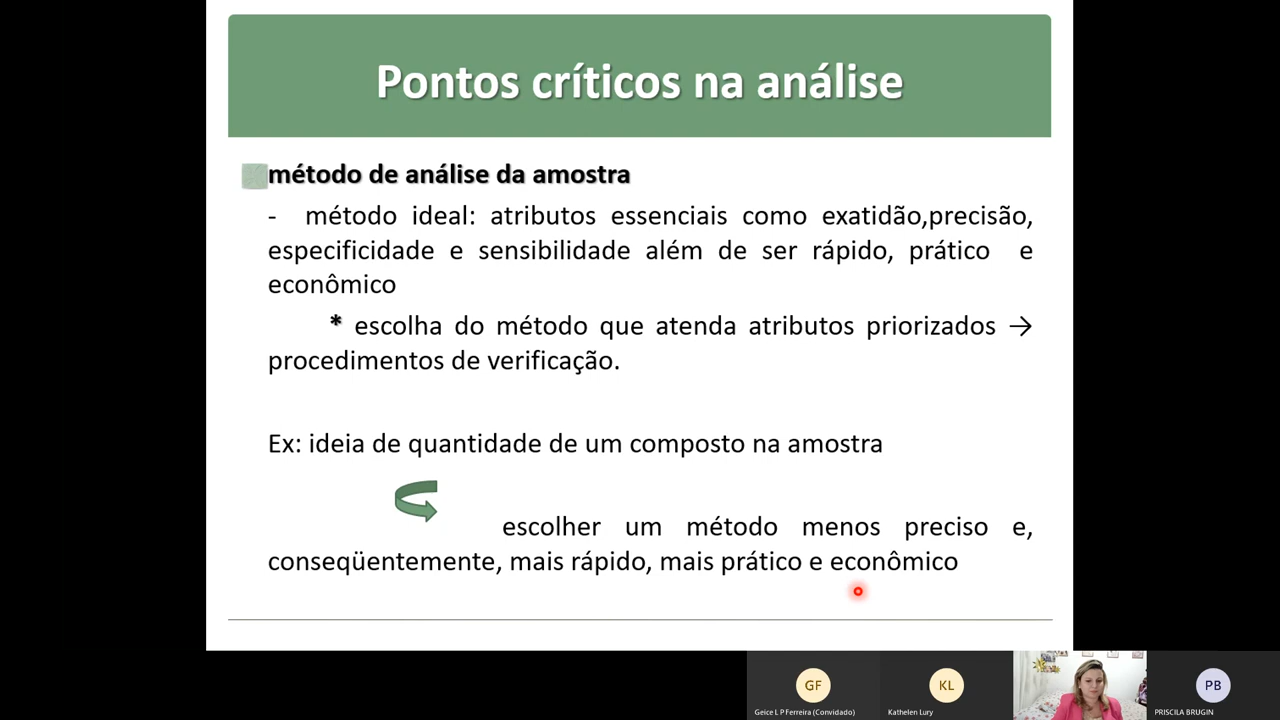 Pontos críticos na análise
método de análise da amostra
- método ideal: atributos essenciais como exatidão,precisão,
especificidade e sensibilidade além de ser rápido, prático e
econômico
* escolha do método que atenda atributos priorizados →
procedimentos de verificação.
Ex: ideia de quantidade de um composto na amostra
escolher um método menos preciso e,
conseqüentemente, mais rápido, mais prático e econômico
GF
KL
PB
Geice L P Ferreira (Convidado)
Kathelen Lury
PRISCILA BRUGIN